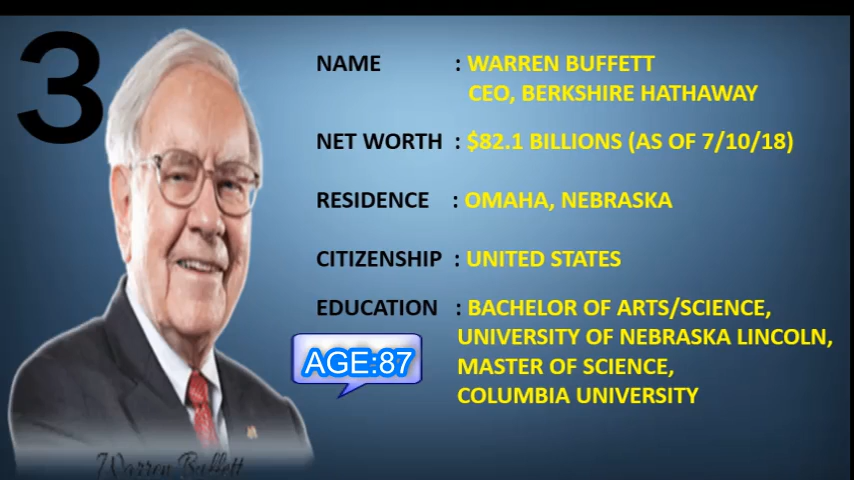 3
NAME : WARREN BUFFETT
CEO, BERKSHIRE HATHAWAY
NET WORTH : $82.1 BILLIONS (AS OF 7/10/18)
RESIDENCE : OMAHA, NEBRASKA
CITIZENSHIP : UNITED STATES
EDUCATION : BACHELOR OF ARTS/SCIENCE,
UNIVERSITY OF NEBRASKA LINCOLN,
MASTER OF SCIENCE,
COLUMBIA UNIVERSITY
AGE:87
Warren Buffett